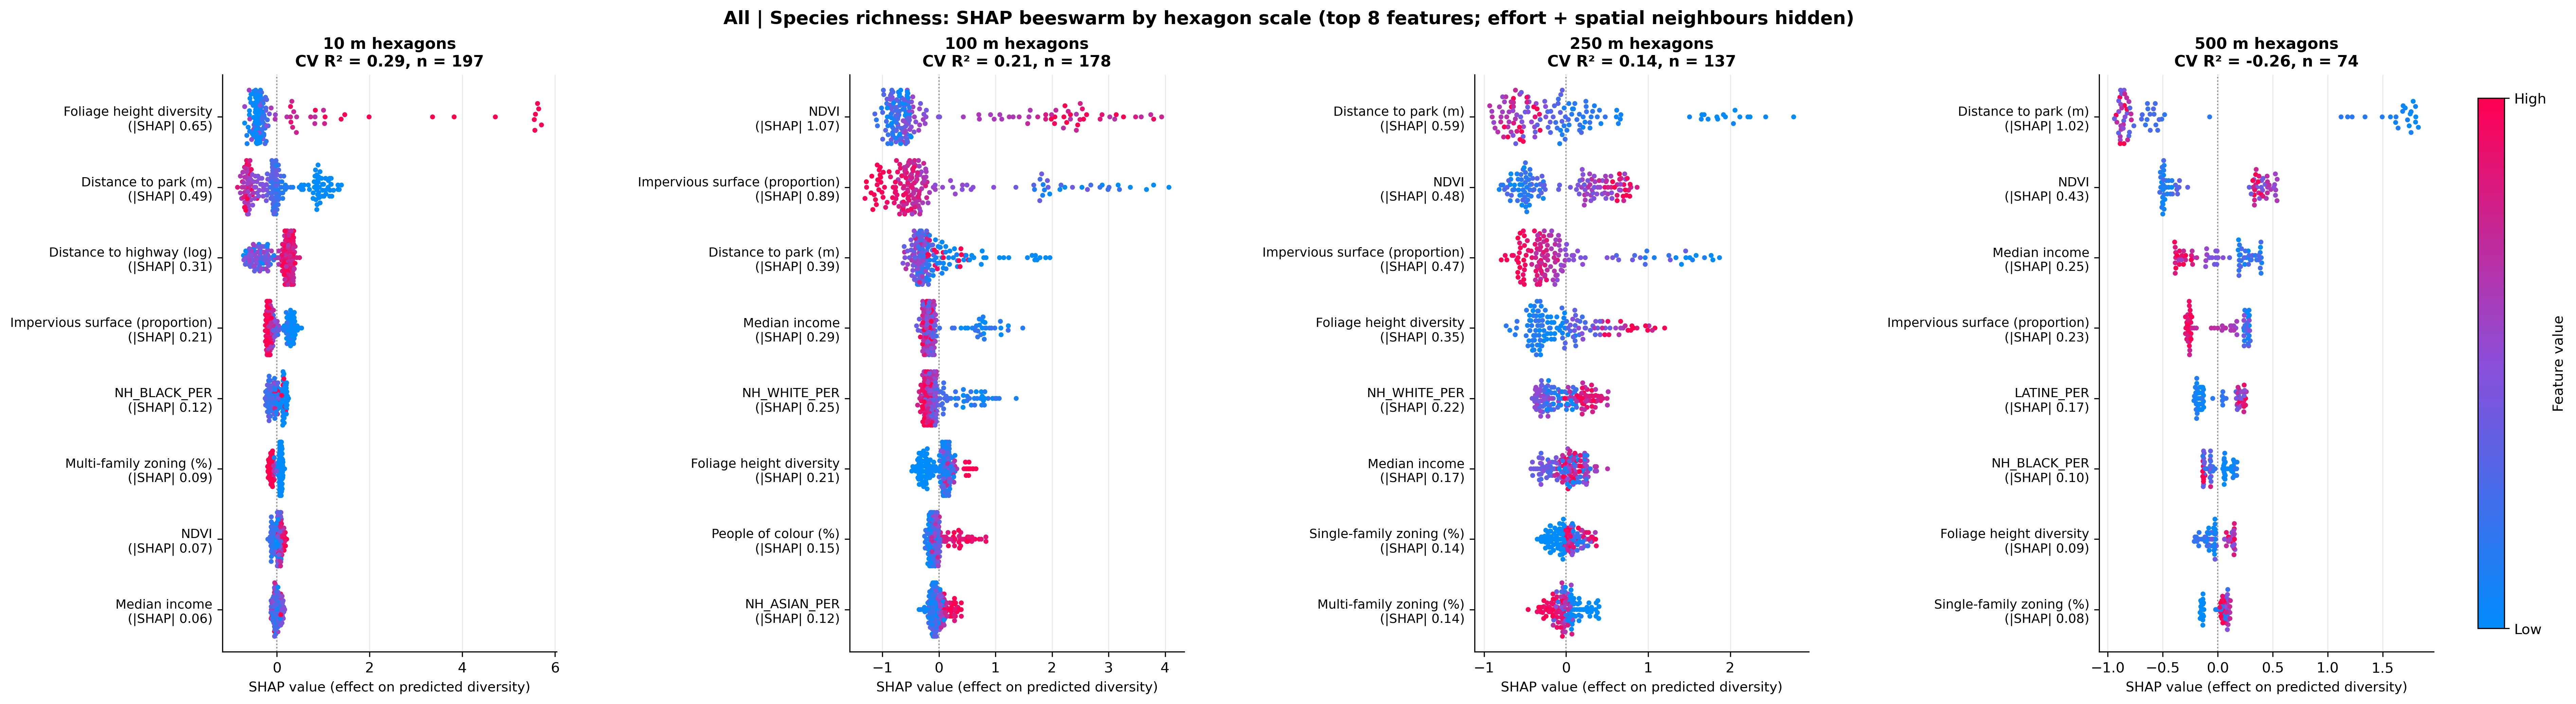 All | Species richness: SHAP beeswarm by hexagon scale (top 8 features; effort + spatial neighbours hidden)
10 m hexagons
CV R² = 0.29, n = 197
Foliage height diversity
(|SHAP| 0.65)
Distance to park (m)
(|SHAP| 0.49)
Distance to highway (log)
(|SHAP| 0.31)
Impervious surface (proportion)
(|SHAP| 0.21)
NH_BLACK_PER
(|SHAP| 0.12)
Multi-family zoning (%)
(|SHAP| 0.09)
NDVI
(|SHAP| 0.07)
Median income
(|SHAP| 0.06)
0 2 4 6
SHAP value (effect on predicted diversity)
100 m hexagons
CV R² = 0.21, n = 178
NDVI
(|SHAP| 1.07)
Impervious surface (proportion)
(|SHAP| 0.89)
Distance to park (m)
(|SHAP| 0.39)
Median income
(|SHAP| 0.29)
NH_WHITE_PER
(|SHAP| 0.25)
Foliage height diversity
(|SHAP| 0.21)
People of colour (%)
(|SHAP| 0.15)
NH_ASIAN_PER
(|SHAP| 0.12)
−1 0 1 2 3 4
SHAP value (effect on predicted diversity)
250 m hexagons
CV R² = 0.14, n = 137
Distance to park (m)
(|SHAP| 0.59)
NDVI
(|SHAP| 0.48)
Impervious surface (proportion)
(|SHAP| 0.47)
Foliage height diversity
(|SHAP| 0.35)
NH_WHITE_PER
(|SHAP| 0.22)
Median income
(|SHAP| 0.17)
Single-family zoning (%)
(|SHAP| 0.14)
Multi-family zoning (%)
(|SHAP| 0.14)
−1 0 1 2
SHAP value (effect on predicted diversity)
500 m hexagons
CV R² = -0.26, n = 74
Distance to park (m)
(|SHAP| 1.02)
NDVI
(|SHAP| 0.43)
Median income
(|SHAP| 0.25)
Impervious surface (proportion)
(|SHAP| 0.23)
LATINE_PER
(|SHAP| 0.17)
NH_BLACK_PER
(|SHAP| 0.10)
Foliage height diversity
(|SHAP| 0.09)
Single-family zoning (%)
(|SHAP| 0.08)
−1.0 −0.5 0.0 0.5 1.0 1.5
SHAP value (effect on predicted diversity)
High
Low
Feature value